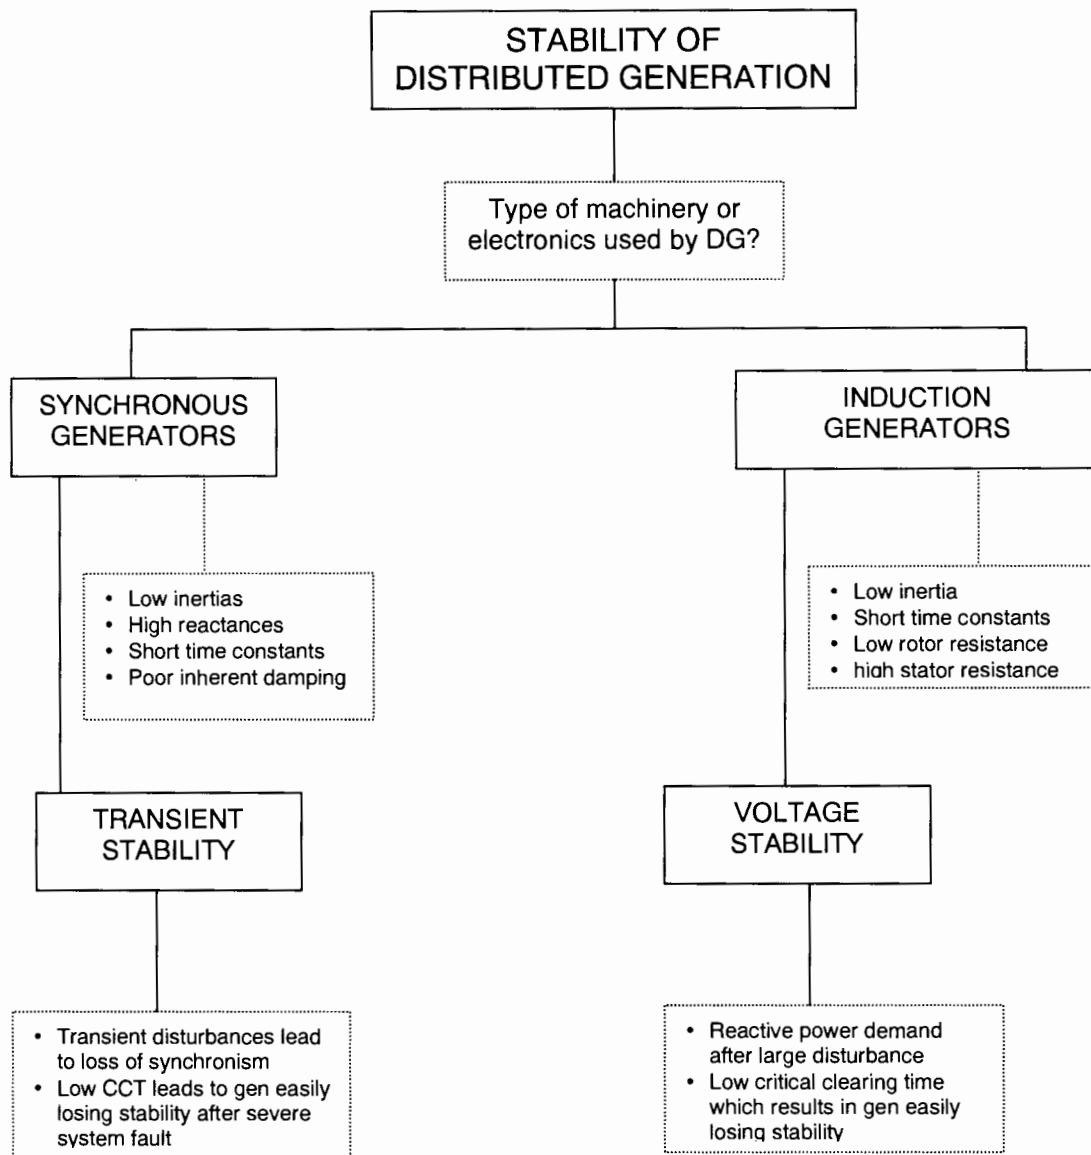 STABILITY OF
DISTRIBUTED GENERATION
Type of machinery or
electronics used by DG?
SYNCHRONOUS
GENERATORS
INDUCTION
GENERATORS
• Low inertias
• High reactances
• Short time constants
• Poor inherent damping
• Low inertia
• Short time constants
• Low rotor resistance
• high stator resistance
TRANSIENT
STABILITY
VOLTAGE
STABILITY
• Transient disturbances lead
to loss of synchronism
• Low CCT leads to gen easily
losing stability after severe
system fault
• Reactive power demand
after large disturbance
• Low critical clearing time
which results in gen easily
losing stability